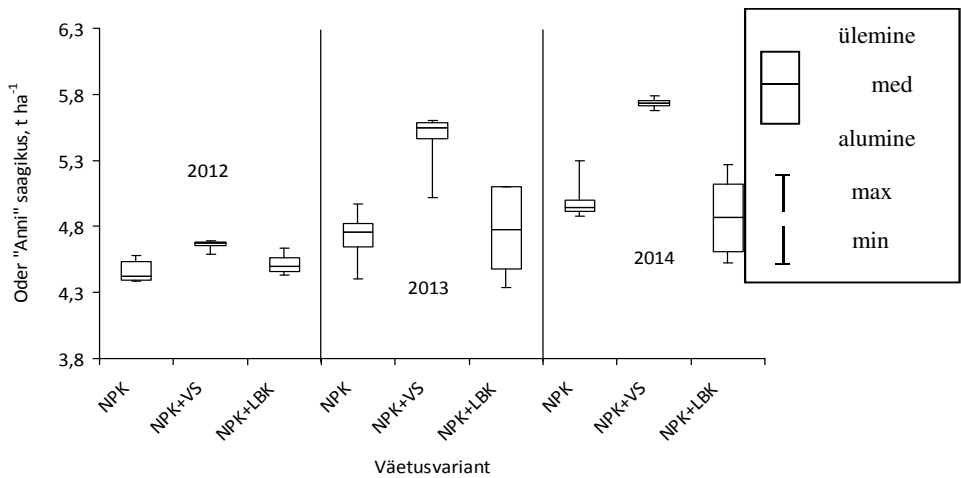 Oder "Anni" saagikus, t ha⁻¹
6,3
5,8
5,3
4,8
4,3
3,8
2012
2013
2014
NPK
NPK+VS
NPK+LBK
NPK
NPK+VS
NPK+LBK
NPK
NPK+VS
NPK+LBK
Väetusvariant
ülemine
med
alumine
max
min